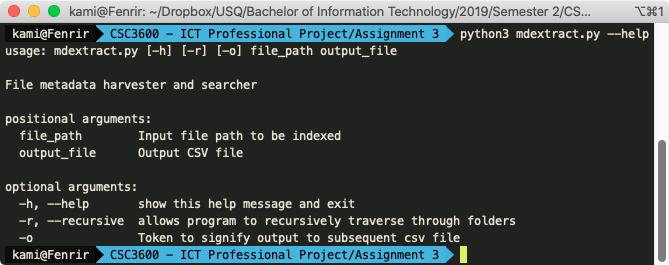 kami@Fenrir: ~/Dropbox/USQ/Bachelor of Information Technology/2019/Semester 2/CS... ⌥⌘1
kami@Fenrir CSC3600 – ICT Professional Project/Assignment 3 python3 mdextract.py --help
usage: mdextract.py [-h] [-r] [-o] file_path output_file
File metadata harvester and searcher
positional arguments:
file_path Input file path to be indexed
output_file Output CSV file
optional arguments:
-h, --help show this help message and exit
-r, --recursive allows program to recursively traverse through folders
-o Token to signify output to subsequent csv file
kami@Fenrir CSC3600 – ICT Professional Project/Assignment 3